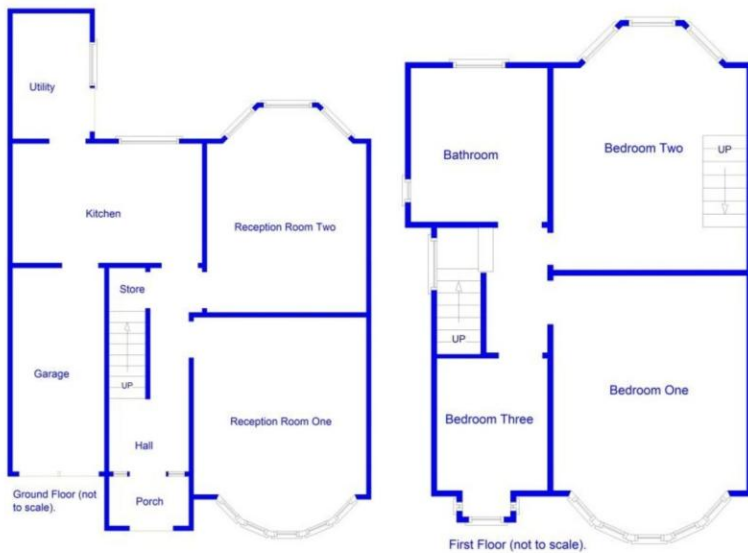 Utility
Kitchen
Reception Room Two
Store
Garage
UP
Reception Room One
Hall
Ground Floor (not
to scale).
Porch
Bathroom
Bedroom Two
UP
UP
Bedroom Three
Bedroom One
First Floor (not to scale).